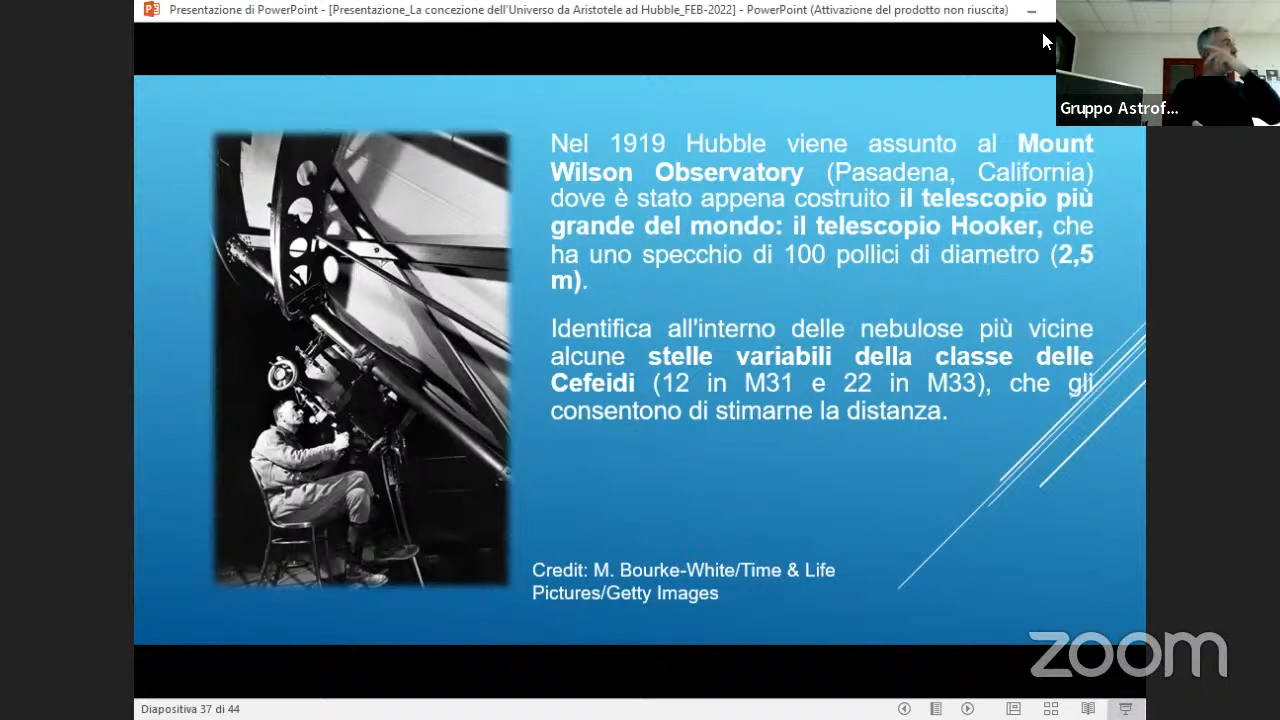 Presentazione di PowerPoint - [Presentazione_La concezione dell'Universo da Aristotele ad Hubble_FEB-2022] - PowerPoint (Attivazione del prodotto non riuscita)
Gruppo Astrof...
Nel 1919 Hubble viene assunto al Mount
Wilson Observatory (Pasadena, California)
dove è stato appena costruito il telescopio più
grande del mondo: il telescopio Hooker, che
ha uno specchio di 100 pollici di diametro (2,5
m).
Identifica all'interno delle nebulose più vicine
alcune stelle variabili della classe delle
Cefeidi (12 in M31 e 22 in M33), che gli
consentono di stimarne la distanza.
Credit: M. Bourke-White/Time & Life
Pictures/Getty Images
zoom
Diapositiva 37 di 44